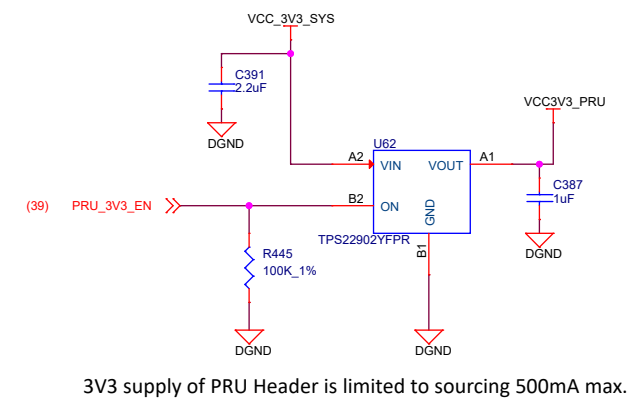 VCC_3V3_SYS
C391
2.2uF
DGND
VCC3V3_PRU
U62
A2
VIN
VOUT
A1
(39) PRU_3V3_EN
B2
ON
GND
C387
1uF
DGND
TPS22902YFPR
B1
R445
100K_1%
DGND
DGND
3V3 supply of PRU Header is limited to sourcing 500mA max.